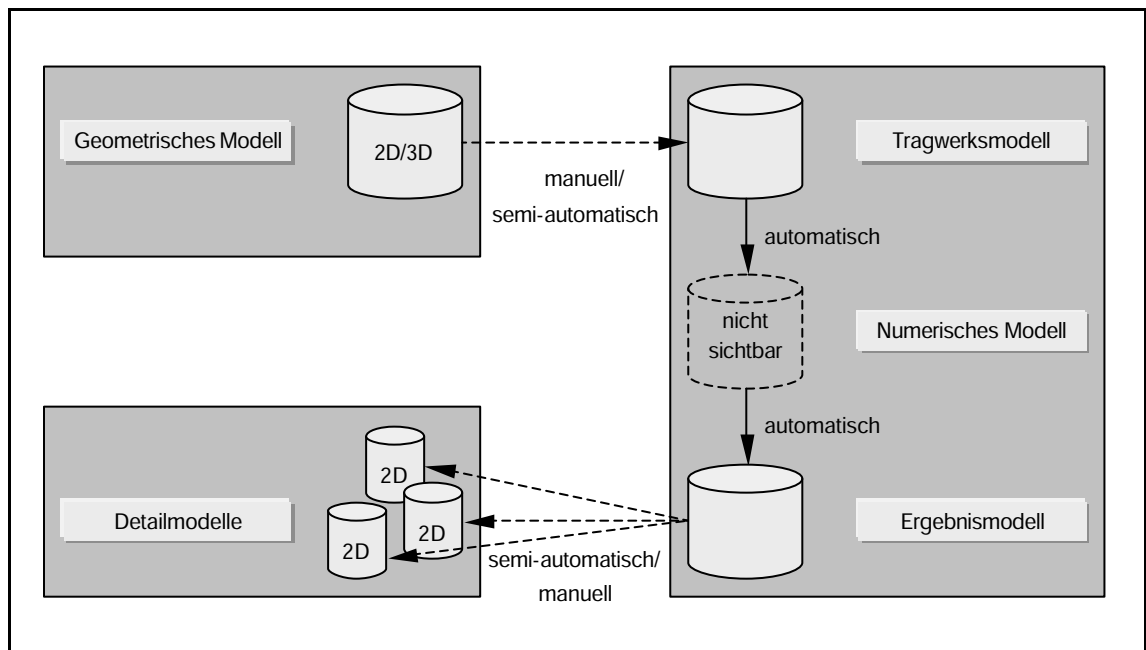 Geometrisches Modell
2D/3D
manuell/
semi-automatisch
Tragwerksmodell
automatisch
nicht
sichtbar
Numerisches Modell
automatisch
Detailmodelle
2D
2D
2D
semi-automatisch/
manuell
Ergebnismodell